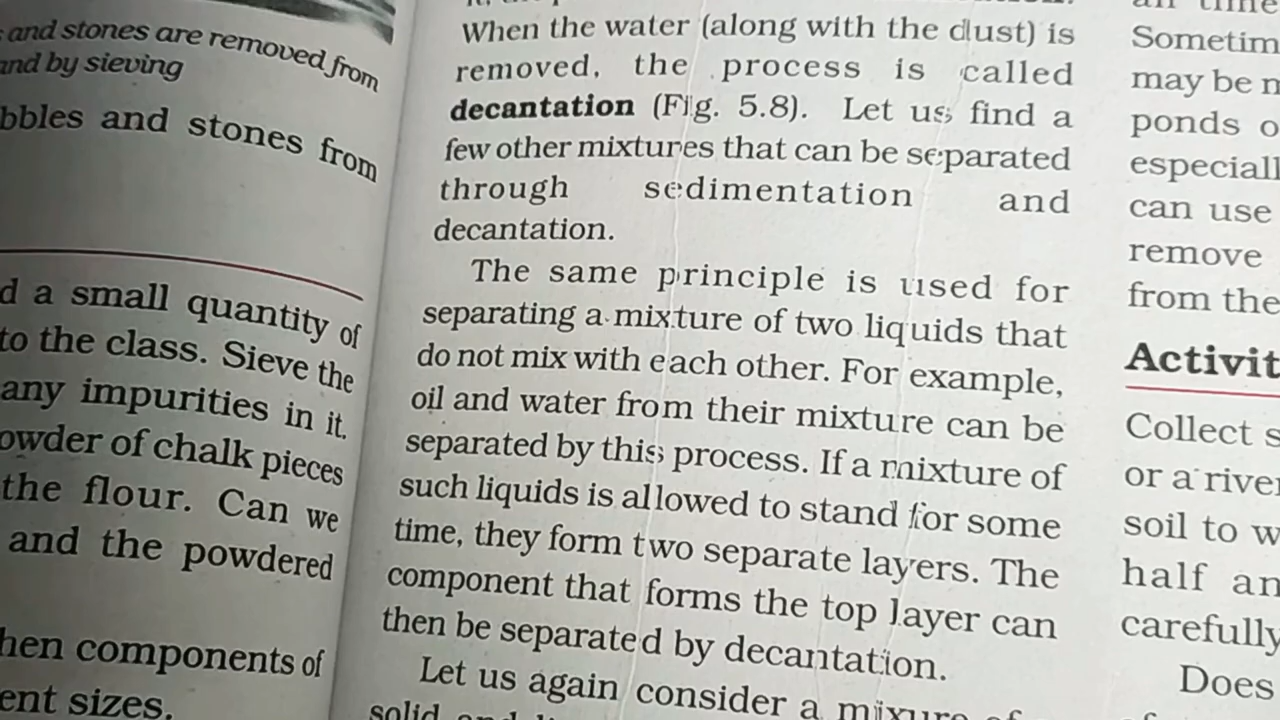 and stones are removed from
and by sieving
bbles and stones from
d a small quantity of
to the class. Sieve the
any impurities in it.
owder of chalk pieces
the flour. Can we
and the powdered
hen components of
ent sizes.
When the water (along with the dust) is
removed, the process is called
decantation (Fig. 5.8). Let us find a
few other mixtures that can be separated
through sedimentation and
decantation.
The same principle is used for
separating a mixture of two liquids that
do not mix with each other. For example,
oil and water from their mixture can be
separated by this process. If a mixture of
such liquids is allowed to stand for some
time, they form two separate layers. The
component that forms the top layer can
then be separated by decantation.
Let us again consider a mixture of
solid and
an time
Sometim
may be n
ponds o
especiall
can use
remove
from the
Activit
Collect s
or a river
soil to w
half an
carefully
Does